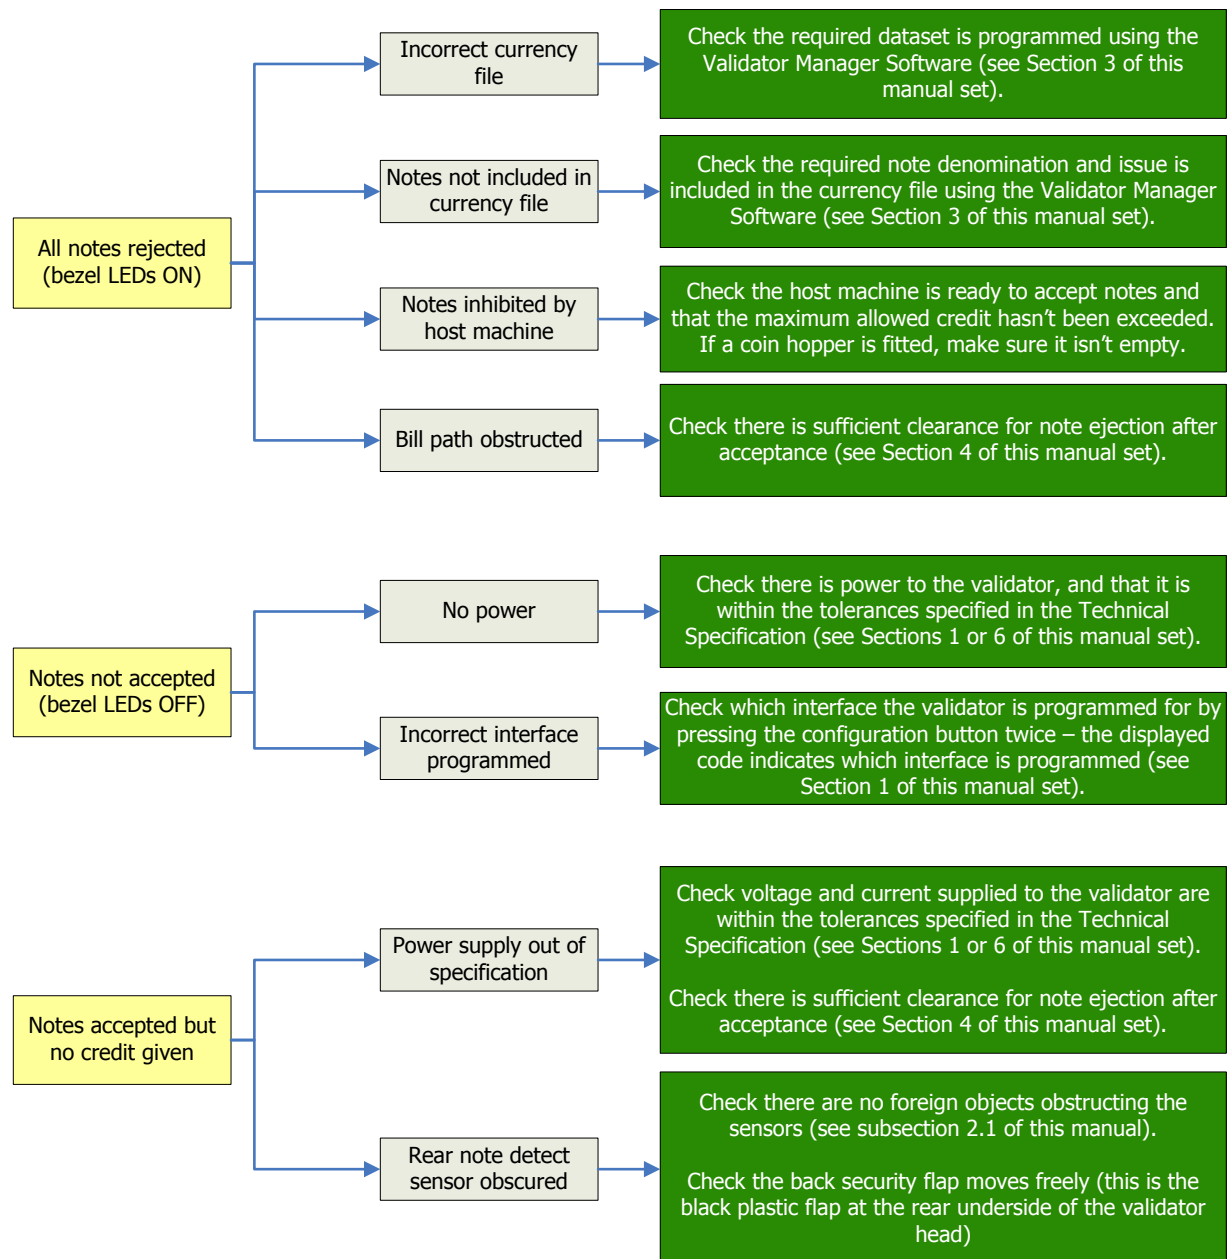 All notes rejected
(bezel LEDs ON)
Incorrect currency
file
Check the required dataset is programmed using the
Validator Manager Software (see Section 3 of this
manual set).
Notes not included in
currency file
Check the required note denomination and issue is
included in the currency file using the Validator Manager
Software (see Section 3 of this manual set).
Notes inhibited by
host machine
Check the host machine is ready to accept notes and
that the maximum allowed credit hasn’t been exceeded.
If a coin hopper is fitted, make sure it isn’t empty.
Bill path obstructed
Check there is sufficient clearance for note ejection after
acceptance (see Section 4 of this manual set).
Notes not accepted
(bezel LEDs OFF)
No power
Check there is power to the validator, and that it is
within the tolerances specified in the Technical
Specification (see Sections 1 or 6 of this manual set).
Incorrect interface
programmed
Check which interface the validator is programmed for by
pressing the configuration button twice – the displayed
code indicates which interface is programmed (see
Section 1 of this manual set).
Notes accepted but
no credit given
Power supply out of
specification
Check voltage and current supplied to the validator are
within the tolerances specified in the Technical
Specification (see Sections 1 or 6 of this manual set).
Check there is sufficient clearance for note ejection after
acceptance (see Section 4 of this manual set).
Rear note detect
sensor obscured
Check there are no foreign objects obstructing the
sensors (see subsection 2.1 of this manual).
Check the back security flap moves freely (this is the
black plastic flap at the rear underside of the validator
head)